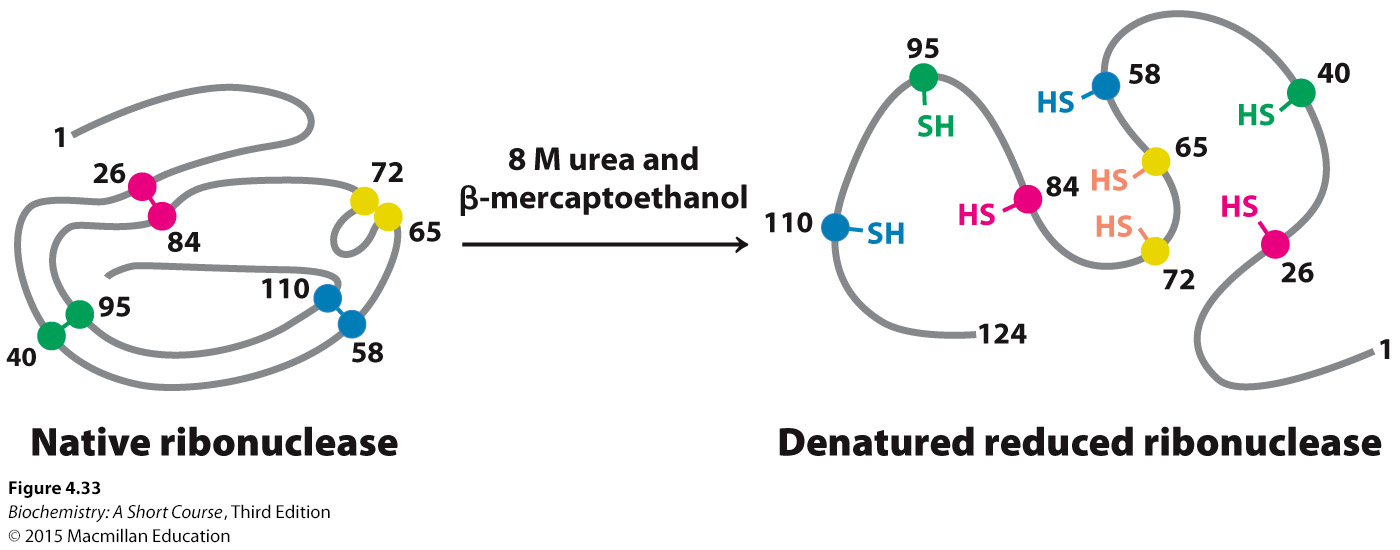 1
26
84
72
65
95
40
110
58
Native ribonuclease
8 M urea and
β-mercaptoethanol
95
SH
110
SH
124
HS
84
HS
58
HS
65
HS
72
HS
40
HS
26
1
Denatured reduced ribonuclease
Figure 4.33
Biochemistry: A Short Course, Third Edition
© 2015 Macmillan Education